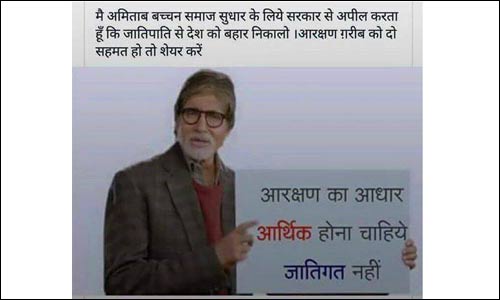 मै अमिताब बच्चन समाज सुधार के लिये सरकार से अपील करता
हूँ कि जातिपाति से देश को बहार निकालो ।आरक्षण ग़रीब को दो
सहमत हो तो शेयर करें
आरक्षण का आधार
आर्थिक होना चाहिये
जातिगत नहीं